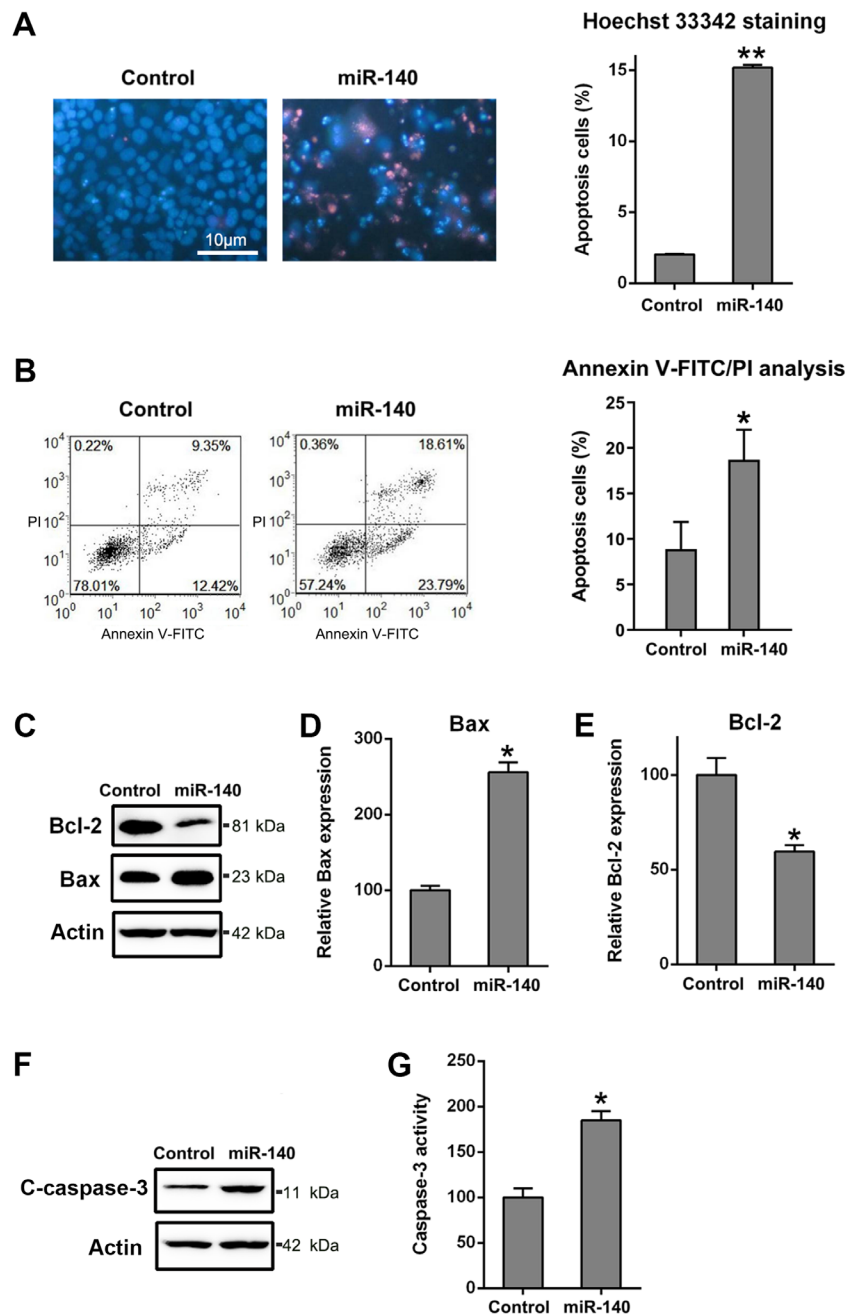 A
Control
miR-140
10µm
Hoechst 33342 staining
Apoptosis cells (%)
15
**
5
0
Control
miR-140
B
Control
miR-140
0.22%
9.35%
78.01%
12.42%
PI
10⁴
10³
10²
10¹
10⁰
10⁰ 10¹ 10² 10³ 10⁴
Annexin V-FITC
0.36%
18.61%
57.24%
23.79%
10⁴
10³
10²
10¹
10⁰
10⁰ 10¹ 10² 10³ 10⁴
Annexin V-FITC
Annexin V-FITC/PI analysis
Apoptosis cells (%)
25
20
15
10
5
0
*
Control
miR-140
C
Control miR-140
Bcl-2
81 kDa
Bax
23 kDa
Actin
42 kDa
D
Bax
Relative Bax expression
300
200
100
0
*
Control
miR-140
E
Bcl-2
Relative Bcl-2 expression
100
50
0
*
Control
miR-140
F
Control miR-140
C-caspase-3
11 kDa
Actin
42 kDa
G
Caspase-3 activity
250
200
150
100
50
0
*
Control
miR-140